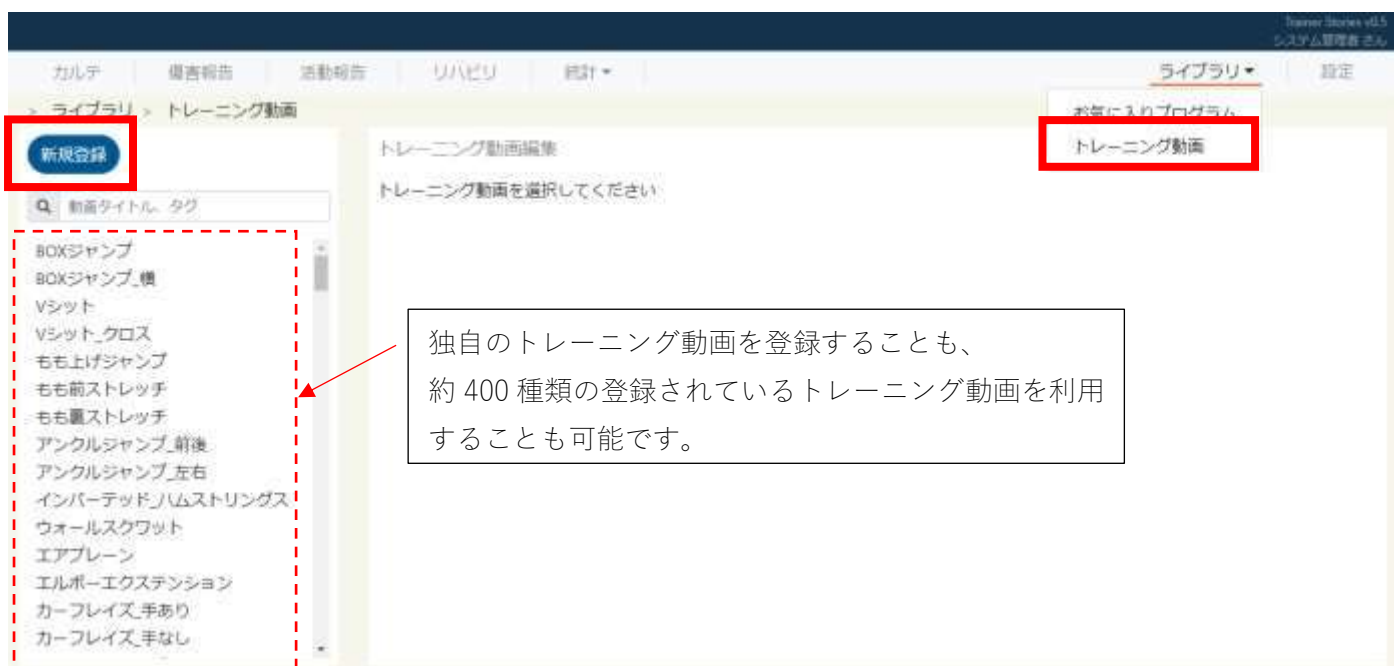 Trainer Stories v0.5
システム管理者 さん
カルテ
傷害報告
活動報告
リハビリ
統計
ライブラリ
設定
> ライブラリ > トレーニング動画
お気に入りプログラム
トレーニング動画
新規登録
動画タイトル、タグ
トレーニング動画編集
トレーニング動画を選択してください
BOXジャンプ
BOXジャンプ_横
Vシット
Vシット_クロス
もも上げジャンプ
もも前ストレッチ
もも裏ストレッチ
アンクルジャンプ_前後
アンクルジャンプ_左右
インバーテッド_ハムストリングス
ウォールスクワット
エアプレーン
エルボーエクステンション
カーフレイズ_手あり
カーフレイズ_手なし
独自のトレーニング動画を登録することも、
約 400 種類の登録されているトレーニング動画を利用
することも可能です。